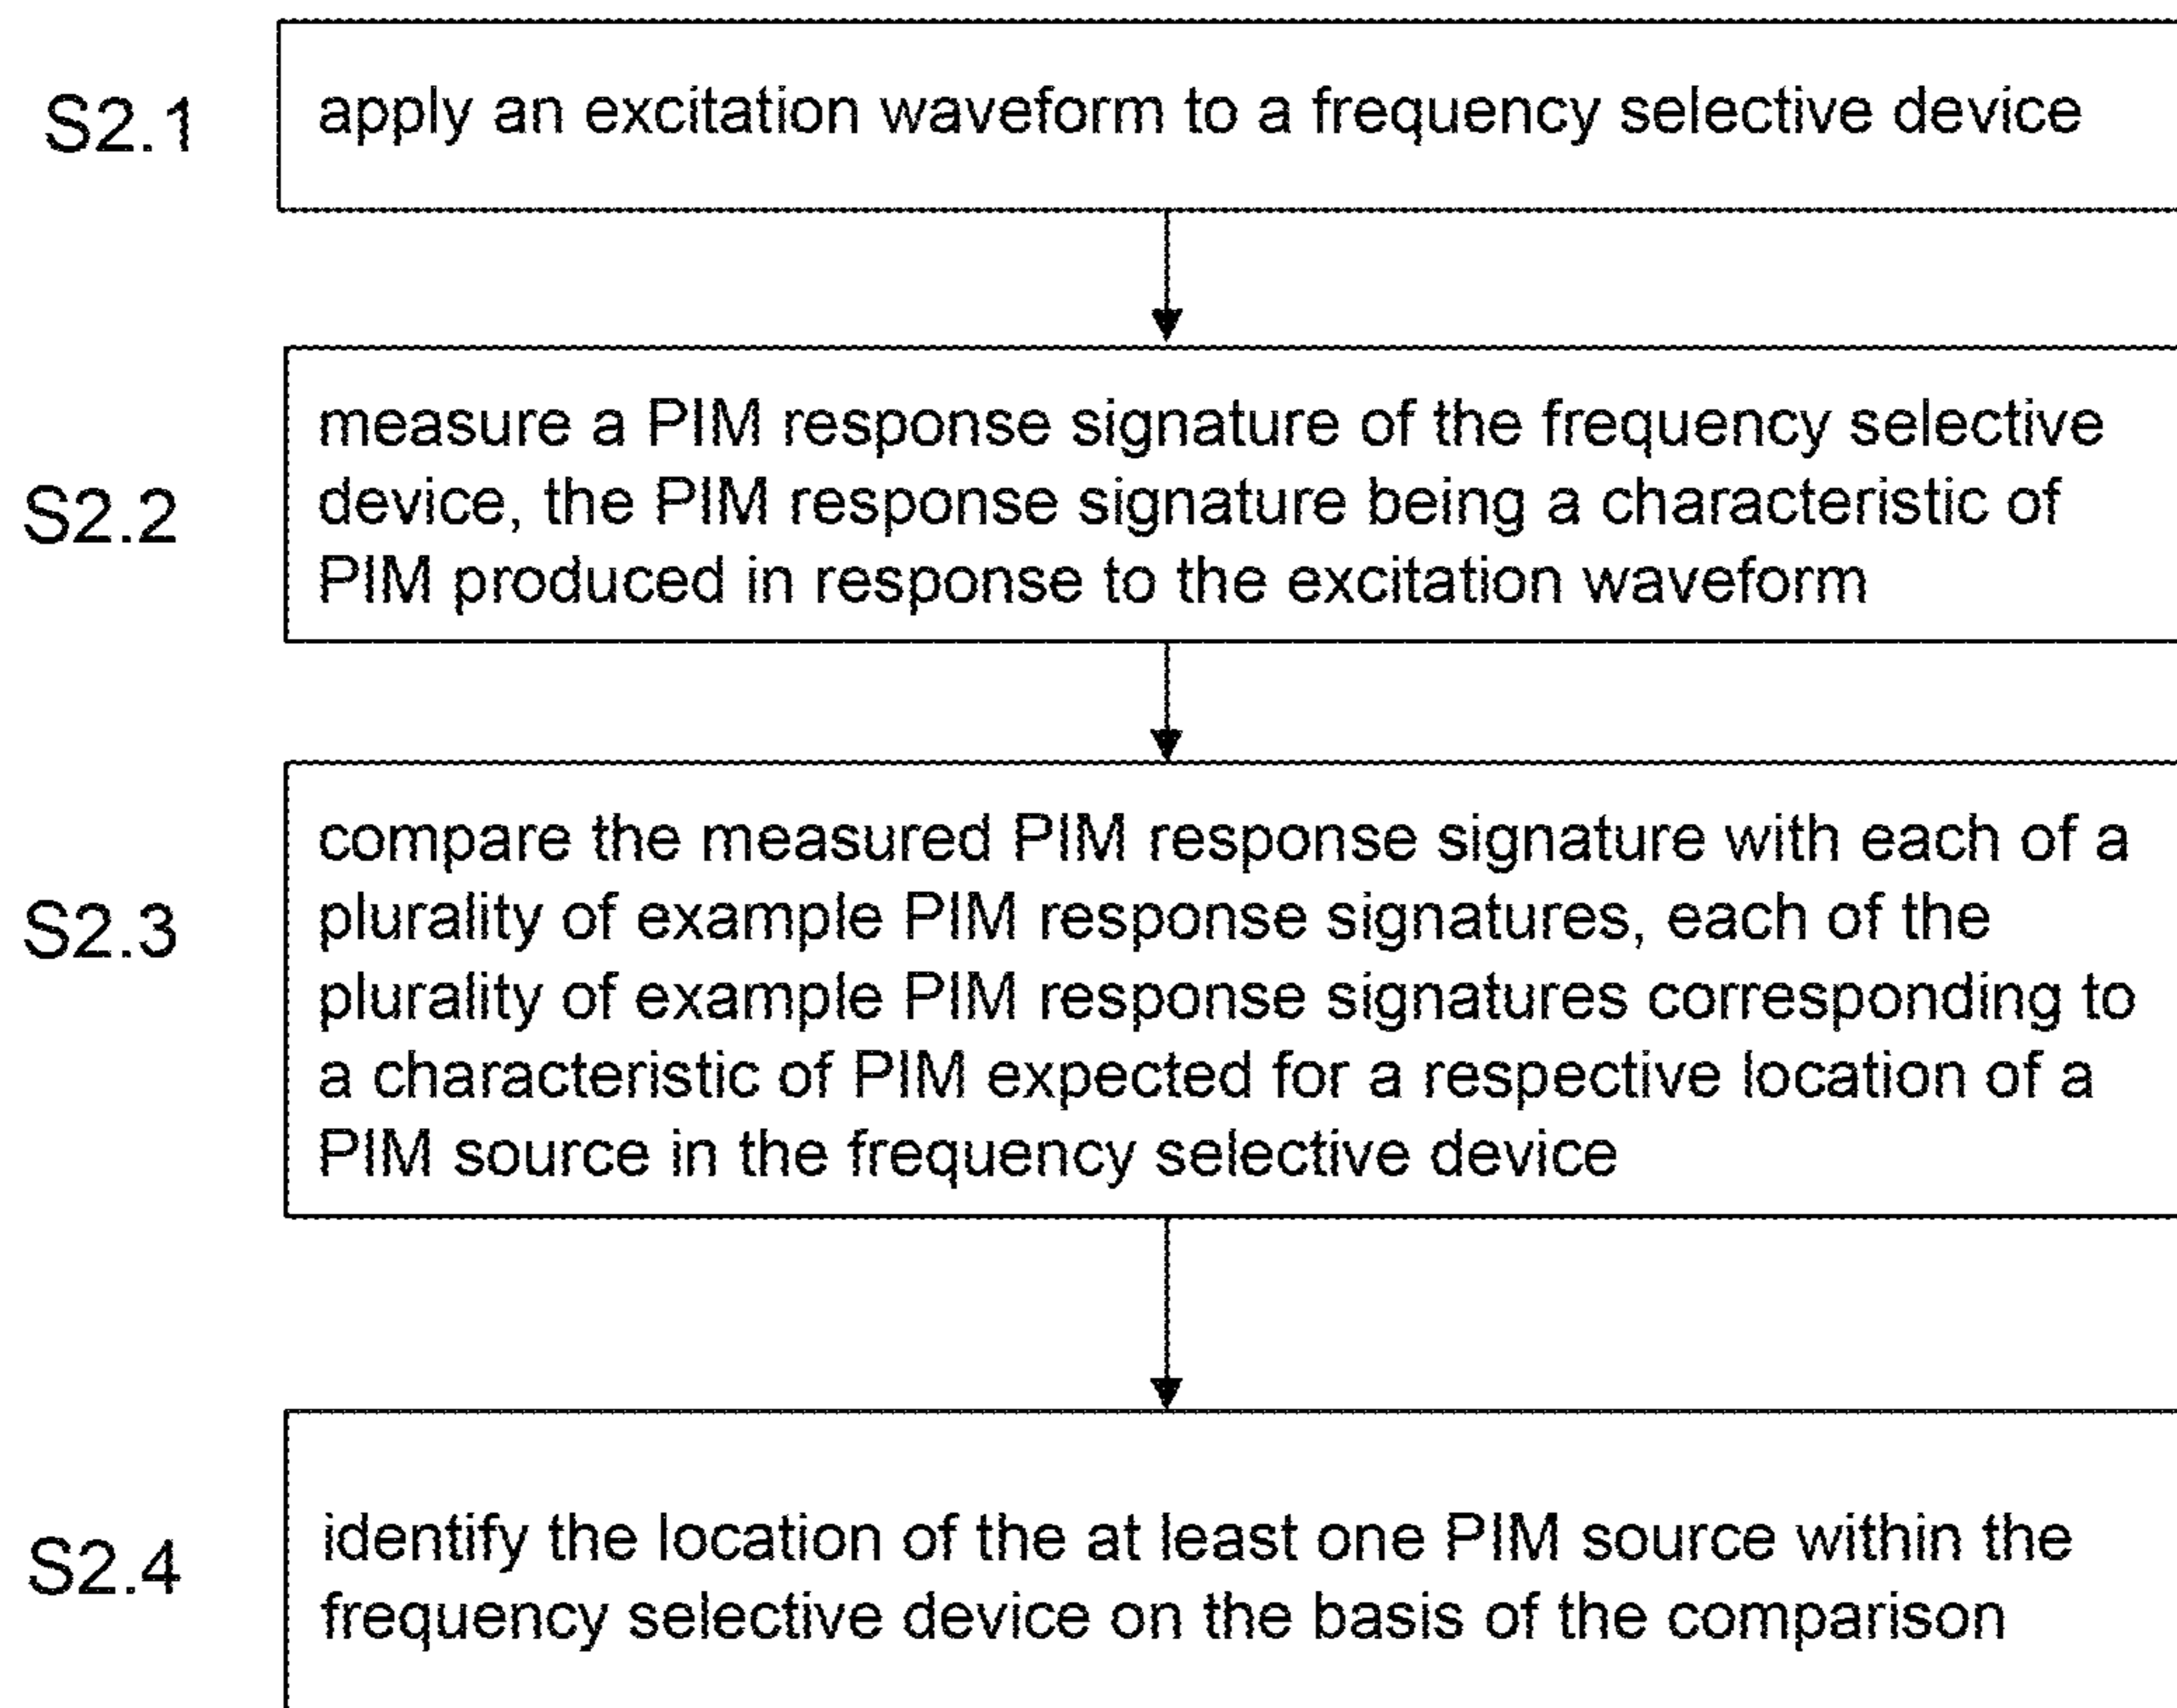 S2.1
apply an excitation waveform to a frequency selective device
S2.2
measure a PIM response signature of the frequency selective
device, the PIM response signature being a characteristic of
PIM produced in response to the excitation waveform
S2.3
compare the measured PIM response signature with each of a
plurality of example PIM response signatures, each of the
plurality of example PIM response signatures corresponding to
a characteristic of PIM expected for a respective location of a
PIM source in the frequency selective device
S2.4
identify the location of the at least one PIM source within the
frequency selective device on the basis of the comparison